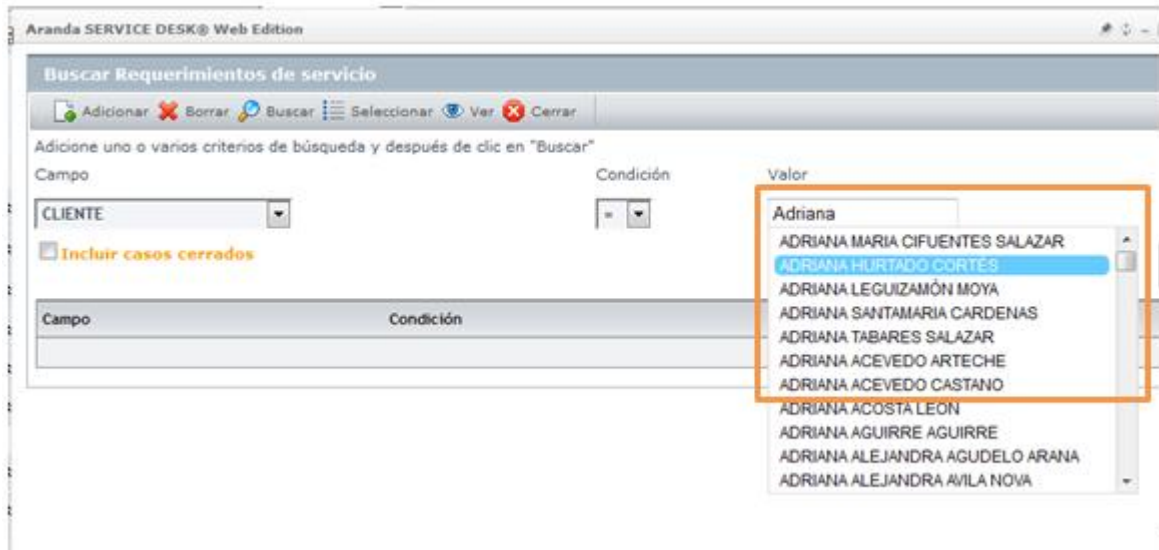 Aranda SERVICE DESK® Web Edition
Buscar Requerimientos de servicio
Adicionar Borrar Buscar Seleccionar Ver Cerrar
Adicione uno o varios criterios de búsqueda y después de clic en "Buscar"
Campo Condición Valor
CLIENTE = Adriana
Incluir casos cerrados
ADRIANA MARIA CIFUENTES SALAZAR
ADRIANA HURTADO CORTÉS
ADRIANA LEGUIZAMÓN MOYA
ADRIANA SANTAMARIA CARDENAS
ADRIANA TABARES SALAZAR
ADRIANA ACEVEDO ARTECHE
ADRIANA ACEVEDO CASTANO
ADRIANA ACOSTA LEON
ADRIANA AGUIRRE AGUIRRE
ADRIANA ALEJANDRA AGUDELO ARANA
ADRIANA ALEJANDRA AVILA NOVA
Campo Condición